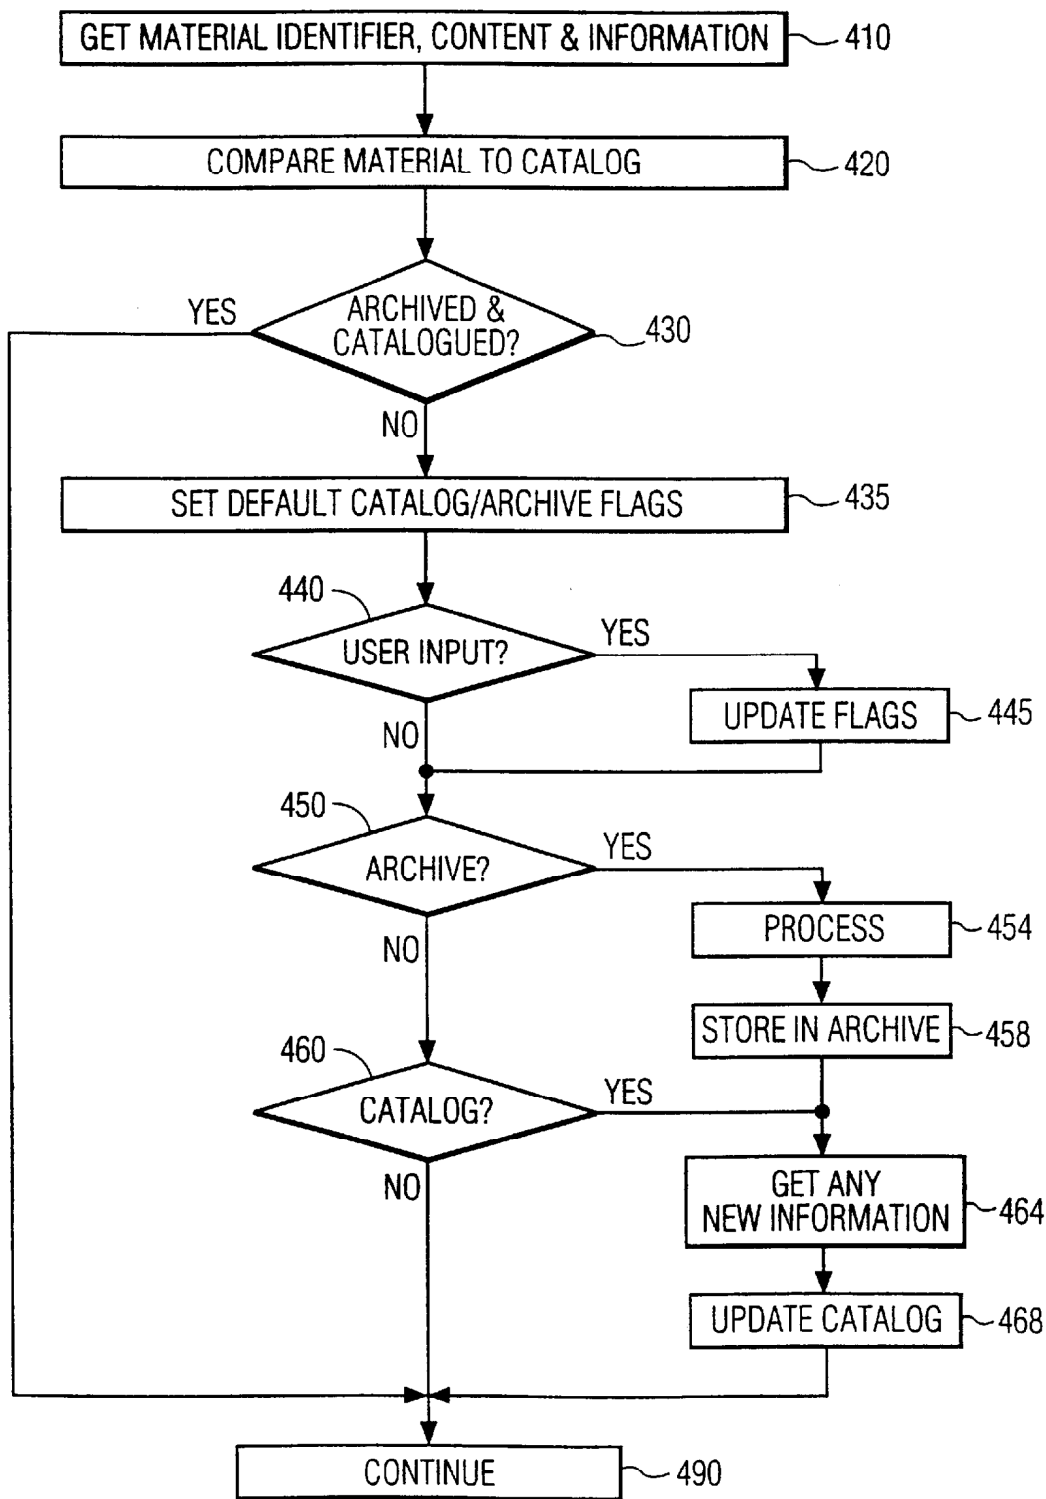 GET MATERIAL IDENTIFIER, CONTENT & INFORMATION 410
COMPARE MATERIAL TO CATALOG 420
YES
ARCHIVED &
CATALOGUED?
430
NO
SET DEFAULT CATALOG/ARCHIVE FLAGS 435
440
USER INPUT?
YES
UPDATE FLAGS 445
NO
450
ARCHIVE?
YES
PROCESS 454
NO
STORE IN ARCHIVE 458
460
CATALOG?
YES
GET ANY
NEW INFORMATION
464
NO
UPDATE CATALOG 468
CONTINUE 490